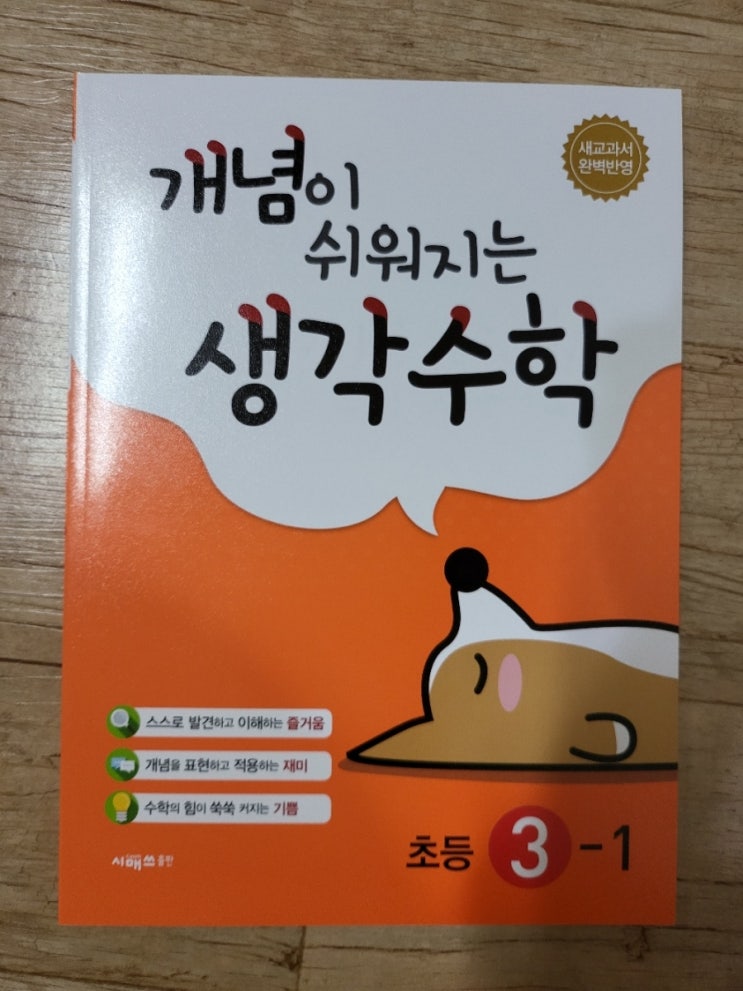 개념이
쉬워지는
생각수학
새교과서
완벽반영
스스로 발견하고 이해하는 즐거움
개념을 표현하고 적용하는 재미
수학의 힘이 쑥쑥 커지는 기쁨
시매쓰출판
초등 3-1